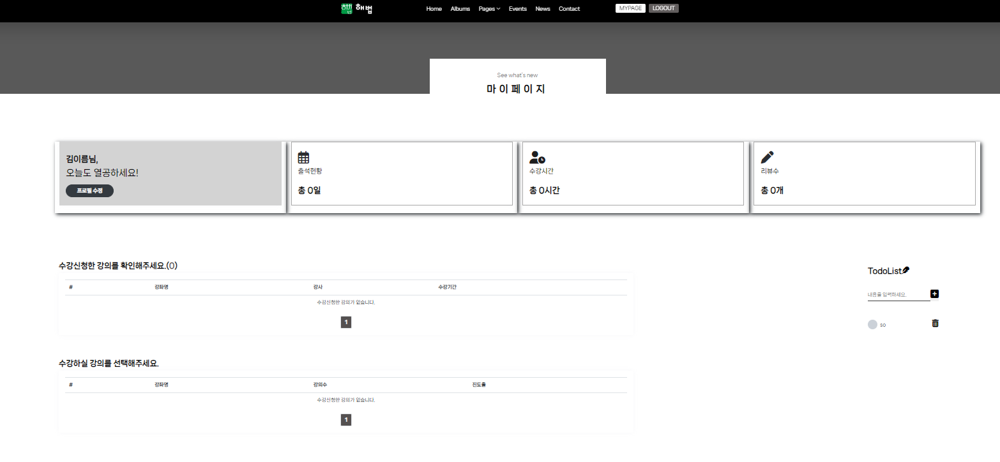 해법 해법
Home Albums Pages Events News Contact
MYPAGE LOGOUT
See what's new
마이페이지
김이름님,
오늘도 열공하세요!
프로필 수정
출석현황
총 0일
수강시간
총 0시간
리뷰수
총 0개
수강신청한 강의를 확인해주세요.(0)
# 강좌명 강사 수강기간
수강신청한 강의가 없습니다.
1
TodoList
내용을 입력하세요.
so
수강하실 강의를 선택해주세요.
# 강좌명 강의수 진도율
수강신청한 강의가 없습니다.
1